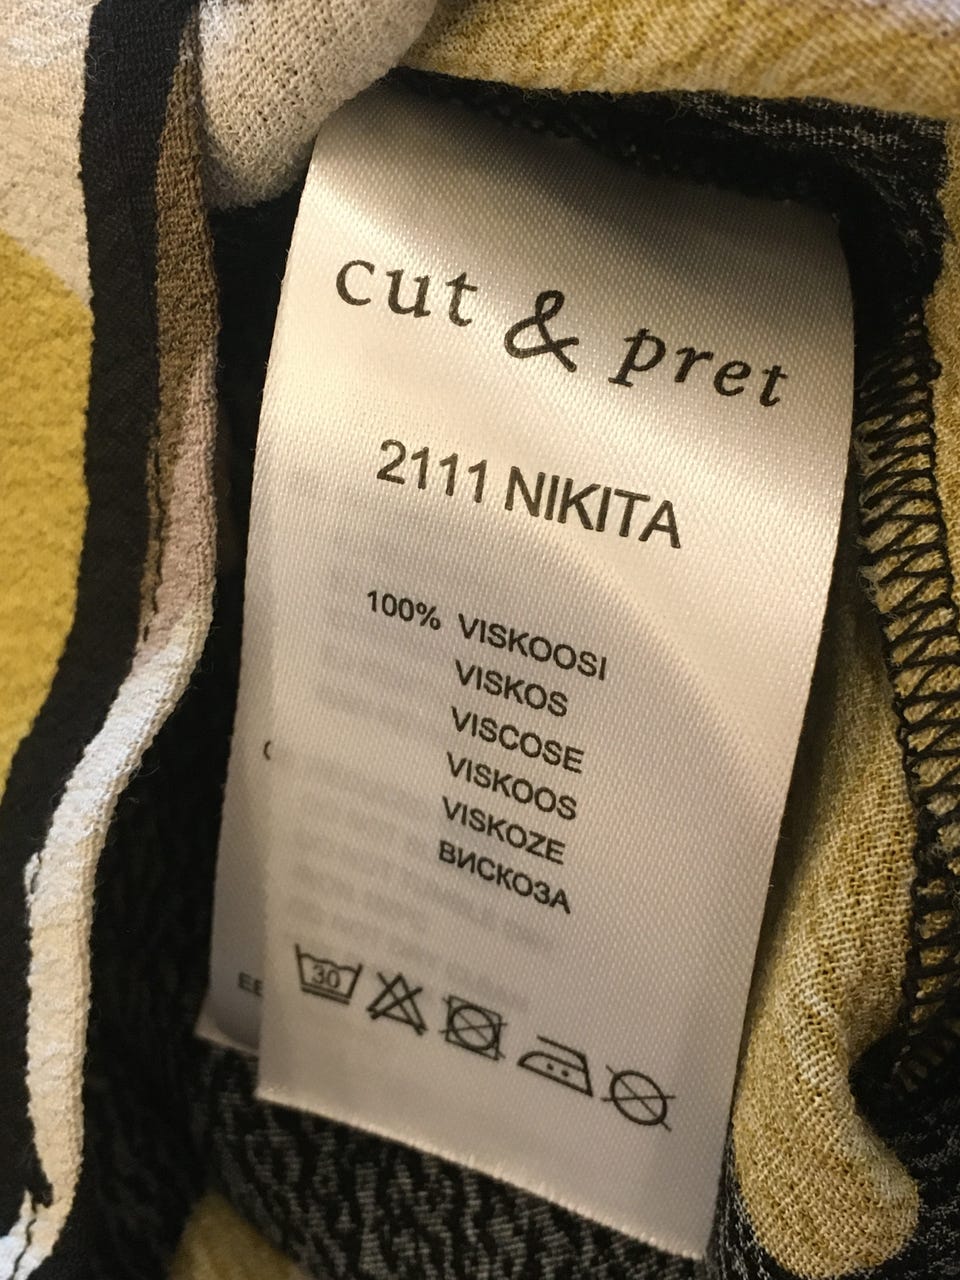 cut & pret
2111 NIKITA
100% VISKOOSI
VISKOS
VISCOSE
VISKOOS
VISKOZE
ВИСКОЗА
30